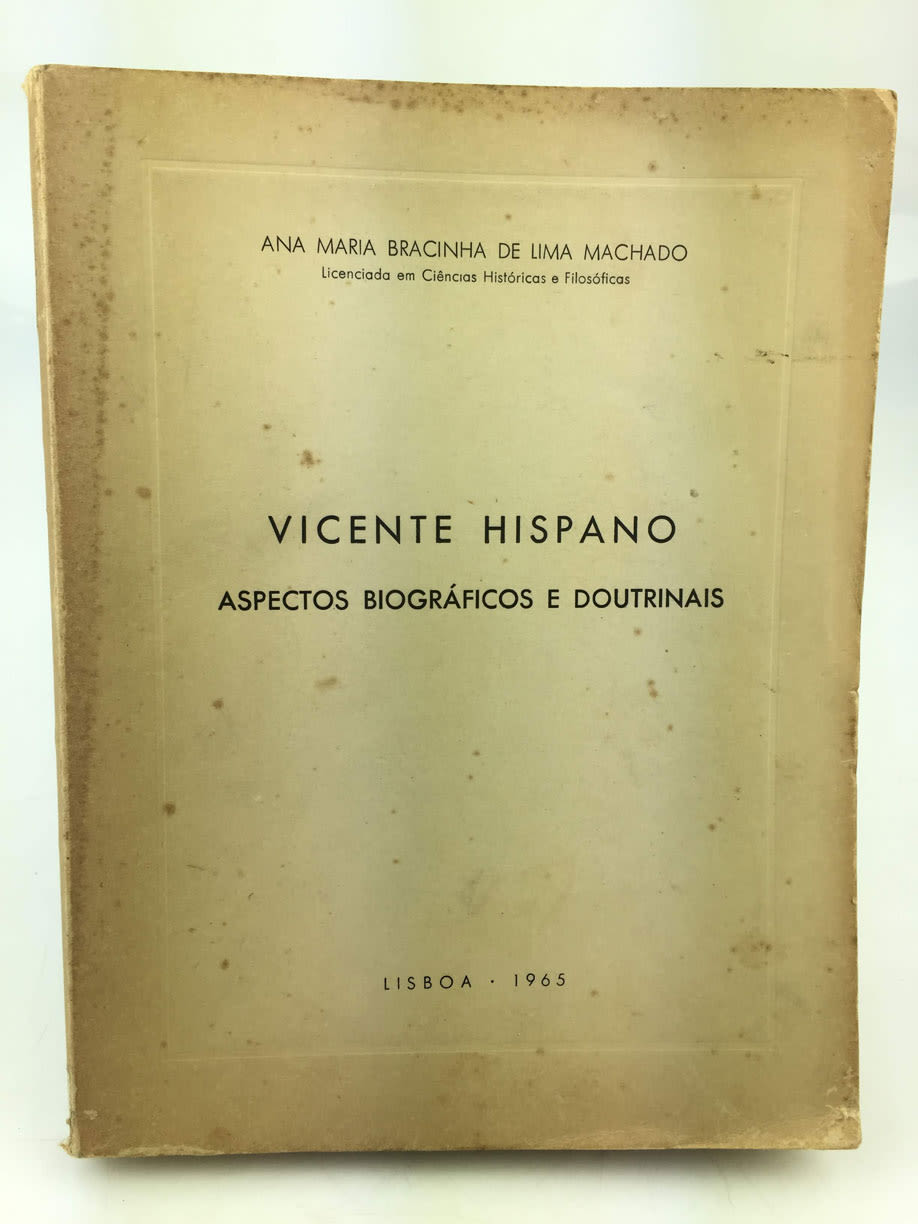 ANA MARIA BRACINHA DE LIMA MACHADO
Licenciada em Ciências Históricas e Filosóficas
VICENTE HISPANO
ASPECTOS BIOGRÁFICOS E DOUTRINAIS
LISBOA · 1965